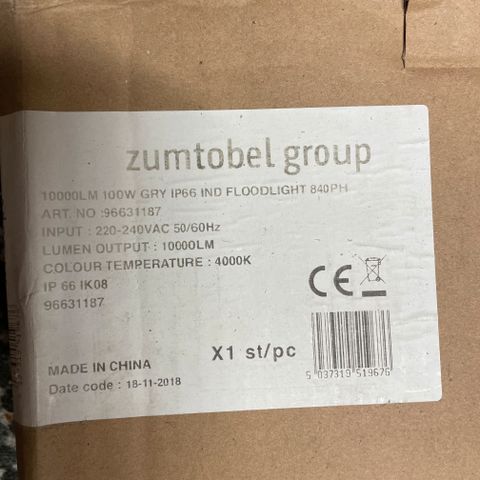 zumtobel group
10000LM 100W GRY IP66 IND FLOODLIGHT 840PH
ART. NO :96631187
INPUT : 220-240VAC 50/60Hz
LUMEN OUTPUT : 10000LM
COLOUR TEMPERATURE : 4000K
IP 66 IK08
96631187
CE
X1 st/pc
5 037319 519676
MADE IN CHINA
Date code : 18-11-2018